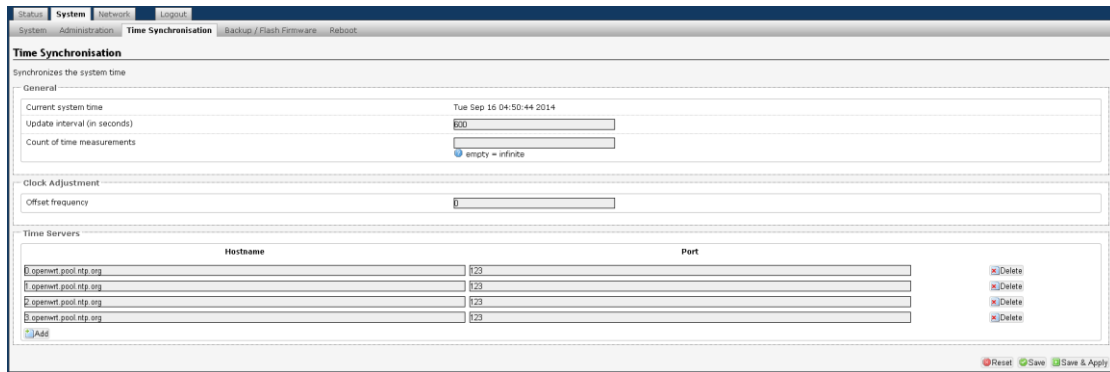 Status System Network Logout
System Administration Time Synchronisation Backup / Flash Firmware Reboot
Time Synchronisation
Synchronizes the system time
General
Current system time Tue Sep 16 04:50:44 2014
Update interval (in seconds) 600
Count of time measurements
empty = infinite
Clock Adjustment
Offset frequency 0
Time Servers
Hostname Port
0.openwrt.pool.ntp.org 123 Delete
1.openwrt.pool.ntp.org 123 Delete
2.openwrt.pool.ntp.org 123 Delete
3.openwrt.pool.ntp.org 123 Delete
Add
Reset Save Save & Apply